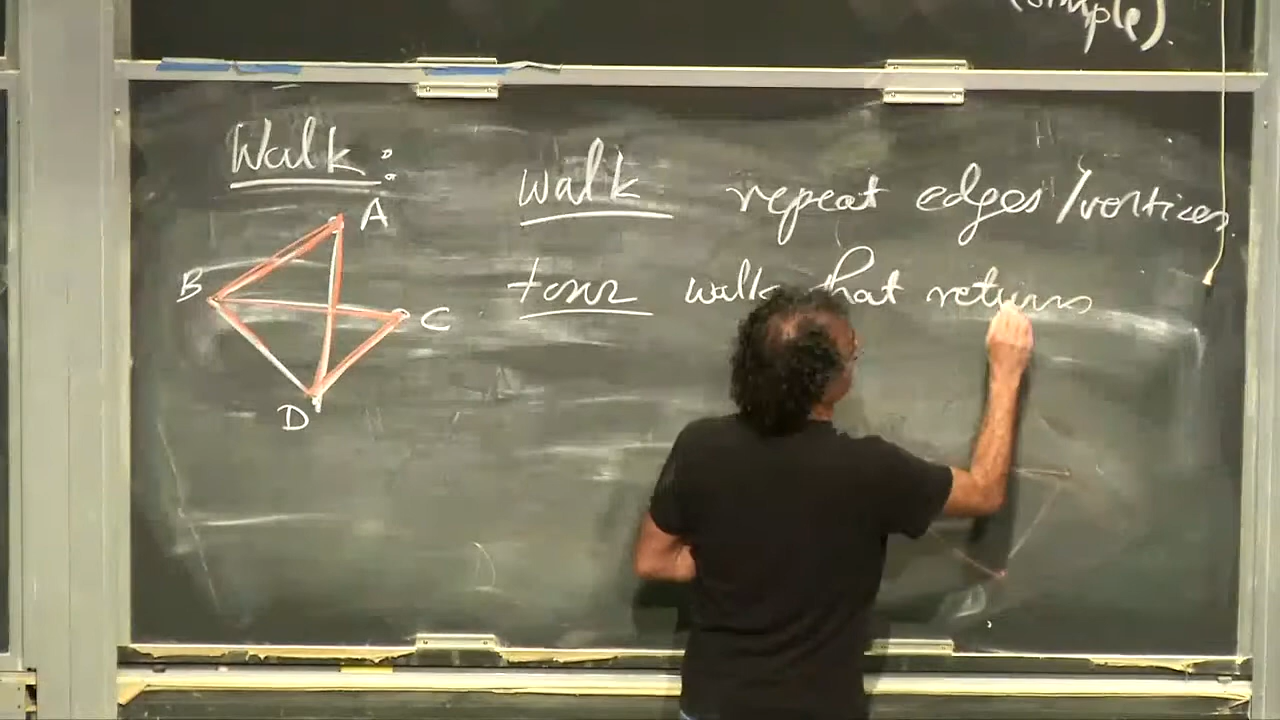 (simple).
Walk:
walk repeat edges/vertices.
tour walk that returns
A
B
C
D